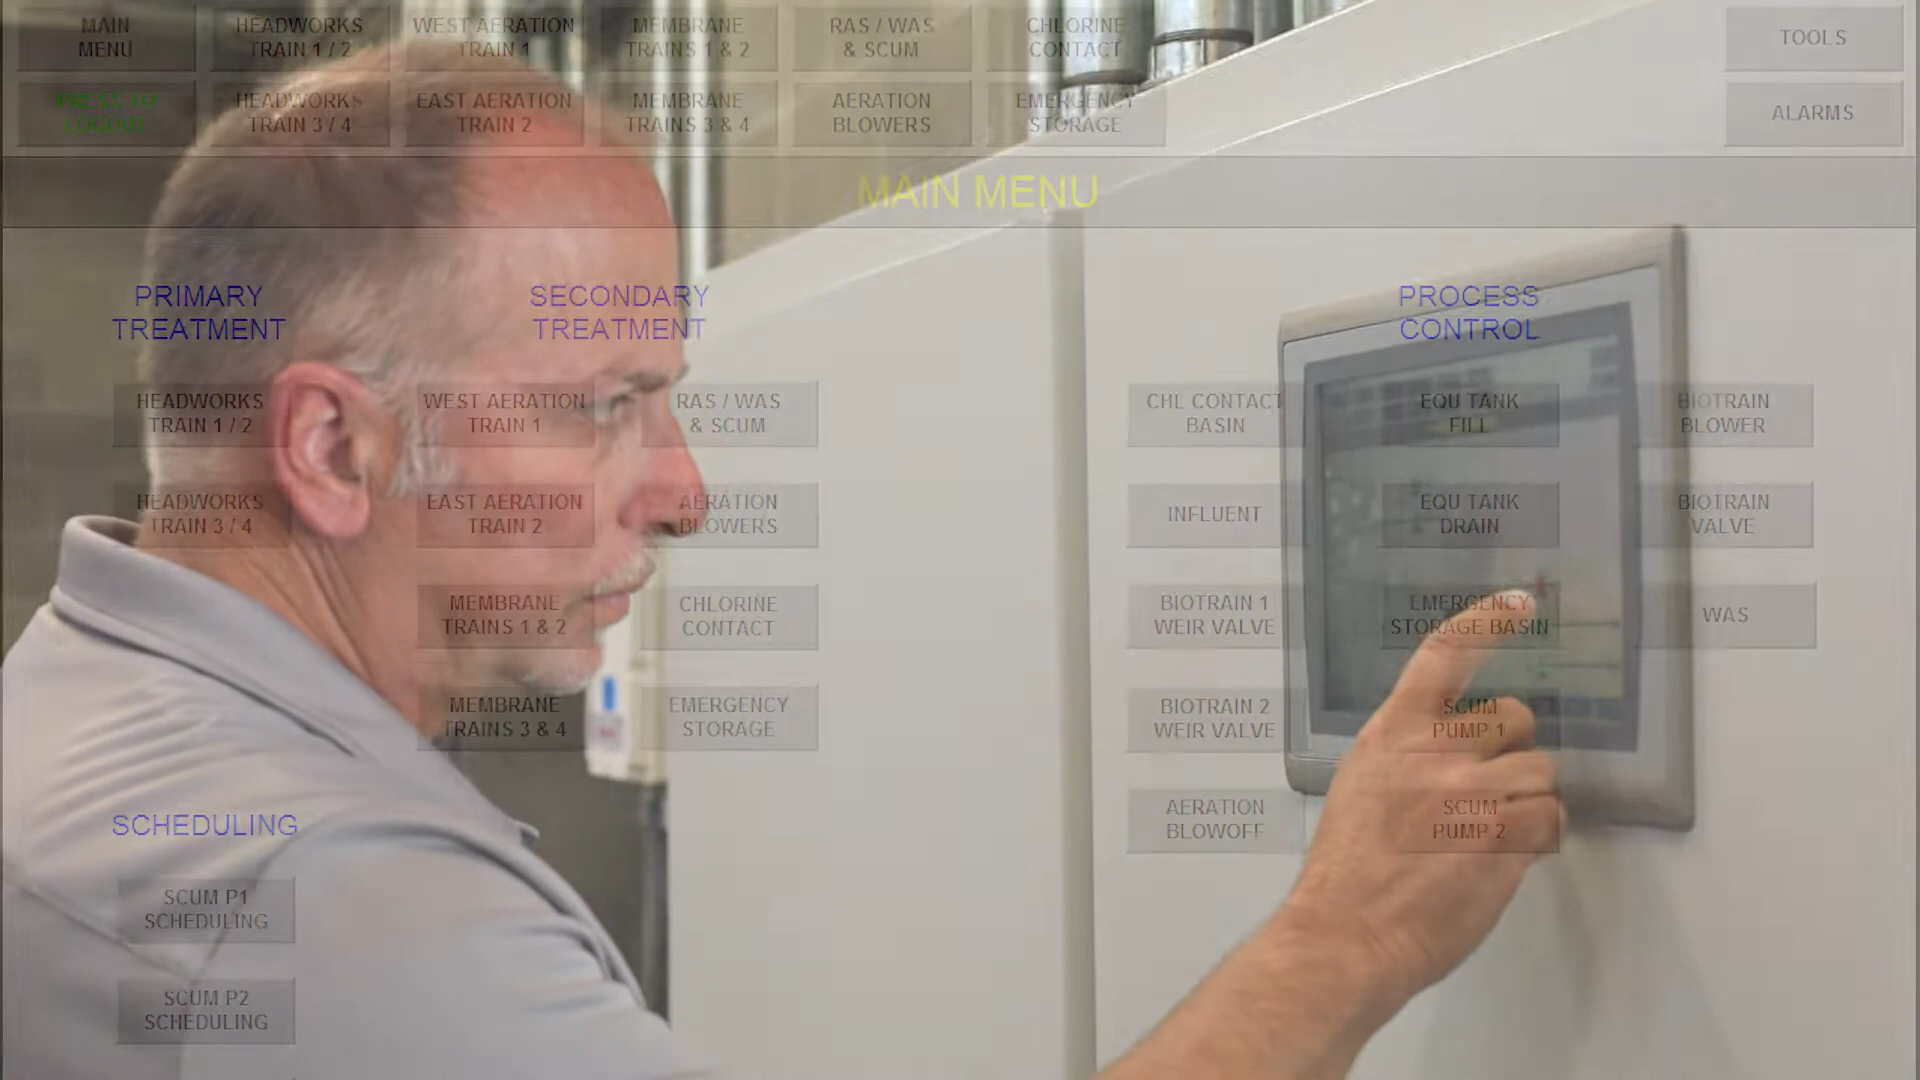 MAIN
MENU
HEADWORKS
TRAIN 1 / 2
WEST AERATION
TRAIN 1
MEMBRANE
TRAINS 1 & 2
RAS / WAS
& SCUM
CHLORINE
CONTACT
TOOLS
PRESS TO
LOGOUT
HEADWORKS
TRAIN 3 / 4
EAST AERATION
TRAIN 2
MEMBRANE
TRAINS 3 & 4
AERATION
BLOWERS
EMERGENCY
STORAGE
ALARMS
MAIN MENU
PRIMARY
TREATMENT
HEADWORKS
TRAIN 1 / 2
HEADWORKS
TRAIN 3 / 4
SECONDARY
TREATMENT
WEST AERATION
TRAIN 1
RAS / WAS
& SCUM
EAST AERATION
TRAIN 2
AERATION
BLOWERS
MEMBRANE
TRAINS 1 & 2
CHLORINE
CONTACT
MEMBRANE
TRAINS 3 & 4
EMERGENCY
STORAGE
PROCESS
CONTROL
CHL CONTACT
BASIN
EQU TANK
FILL
BIOTRAIN
BLOWER
INFLUENT
EQU TANK
DRAIN
BIOTRAIN
VALVE
BIOTRAIN 1
WEIR VALVE
EMERGENCY
STORAGE BASIN
WAS
BIOTRAIN 2
WEIR VALVE
SCUM
PUMP 1
AERATION
BLOWOFF
SCUM
PUMP 2
SCHEDULING
SCUM P1
SCHEDULING
SCUM P2
SCHEDULING